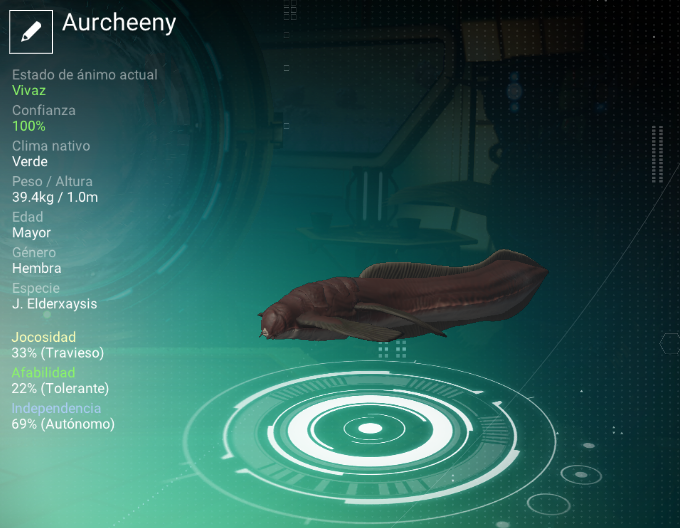 Aurcheeny
Estado de ánimo actual
Vivaz
Confianza
100%
Clima nativo
Verde
Peso / Altura
39.4kg / 1.0m
Edad
Mayor
Género
Hembra
Especie
J. Elderxaysis
Jocosidad
33% (Travieso)
Afabilidad
22% (Tolerante)
Independencia
69% (Autónomo)